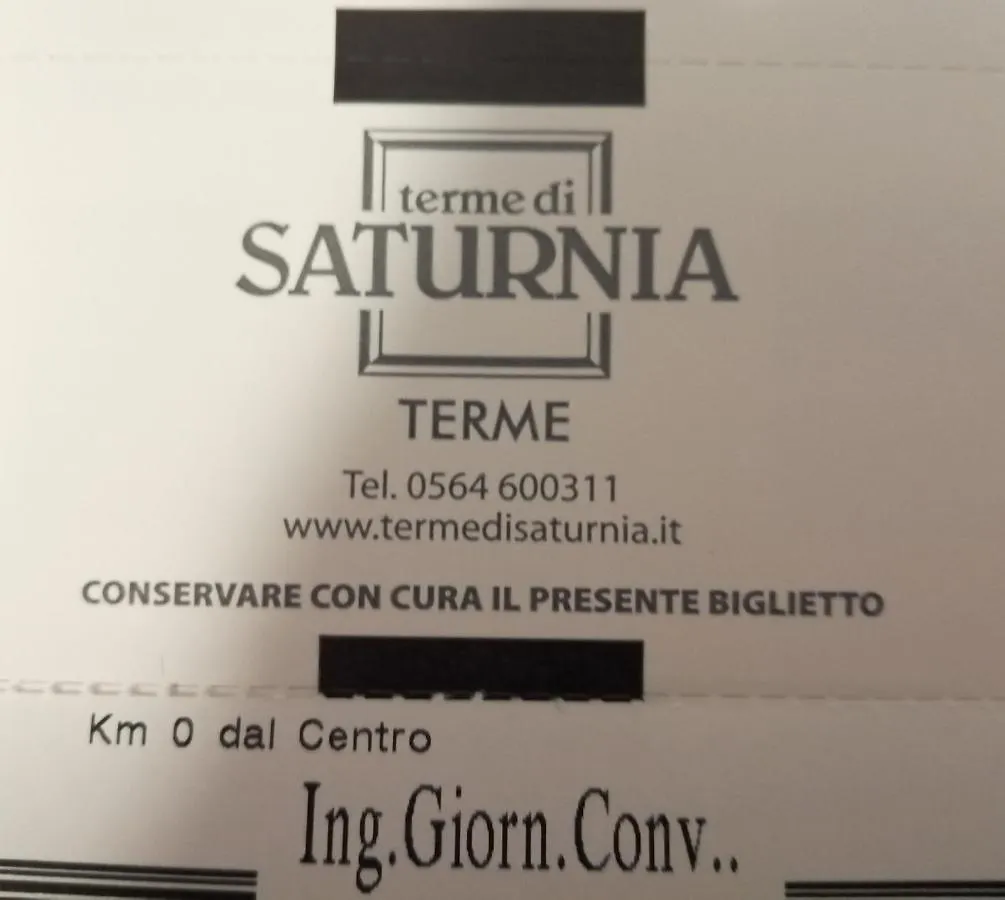 terme di
SATURNIA
TERME
Tel. 0564 600311
www.termedisaturnia.it
CONSERVARE CON CURA IL PRESENTE BIGLIETTO
Km 0 dal Centro
Ing.Giorn.Conv..